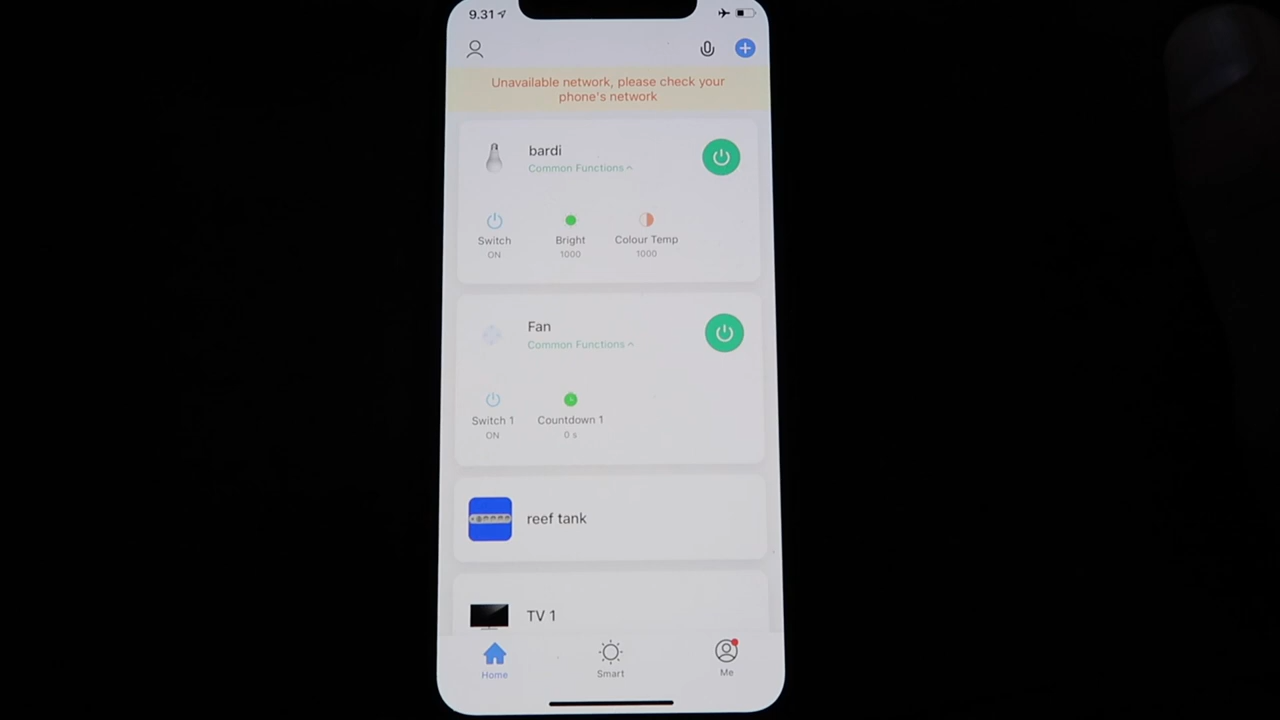 9.31
Unavailable network, please check your
phone's network
bardi
Common Functions
Switch
ON
Bright
1000
Colour Temp
1000
Fan
Common Functions
Switch 1
ON
Countdown 1
0 s
reef tank
TV 1
Home
Smart
Me